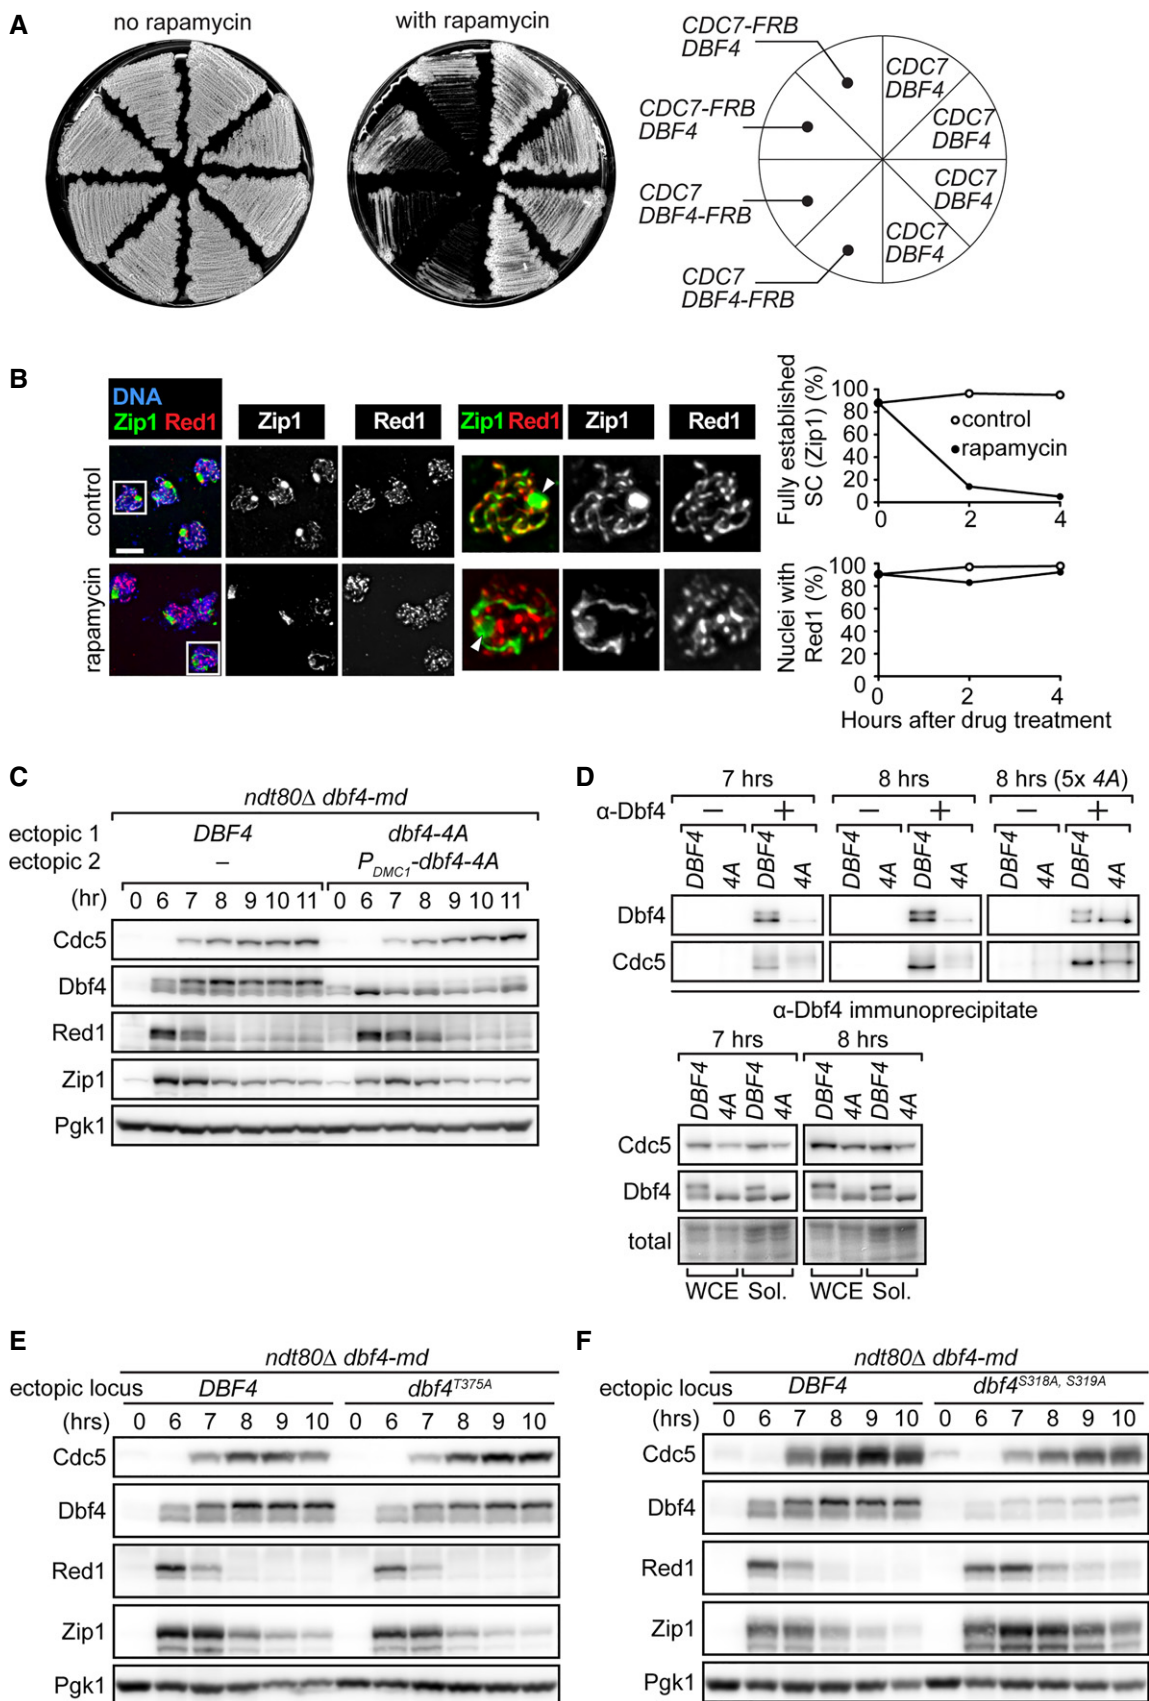 A
no rapamycin
with rapamycin
CDC7-FRB
DBF4
CDC7-FRB
DBF4
CDC7
DBF4-FRB
CDC7
DBF4-FRB
CDC7
DBF4
CDC7
DBF4
CDC7
DBF4
CDC7
DBF4
B
DNA
Zip1 Red1
Zip1
Red1
Zip1 Red1
Zip1
Red1
control
rapamycin
Fully established
SC (Zip1) (%)
100
80
60
40
20
0
control
rapamycin
0 2 4
Nuclei with
Red1 (%)
100
80
60
40
20
0
0 2 4
Hours after drug treatment
C
ndt80Δ dbf4-md
ectopic 1 DBF4 dbf4-4A
ectopic 2 – PDMC1-dbf4-4A
(hr) 0 6 7 8 9 10 11 0 6 7 8 9 10 11
Cdc5
Dbf4
Red1
Zip1
Pgk1
D
7 hrs 8 hrs 8 hrs (5x 4A)
α-Dbf4 – + – + – +
DBF4 4A DBF4 4A DBF4 4A DBF4 4A DBF4 4A DBF4 4A
Dbf4
Cdc5
α-Dbf4 immunoprecipitate
7 hrs 8 hrs
DBF4 4A DBF4 4A DBF4 4A DBF4 4A
Cdc5
Dbf4
total
WCE Sol. WCE Sol.
E
ndt80Δ dbf4-md
ectopic locus DBF4 dbf4T375A
(hrs) 0 6 7 8 9 10 0 6 7 8 9 10
Cdc5
Dbf4
Red1
Zip1
Pgk1
F
ndt80Δ dbf4-md
ectopic locus DBF4 dbf4S318A, S319A
(hrs) 0 6 7 8 9 10 0 6 7 8 9 10
Cdc5
Dbf4
Red1
Zip1
Pgk1